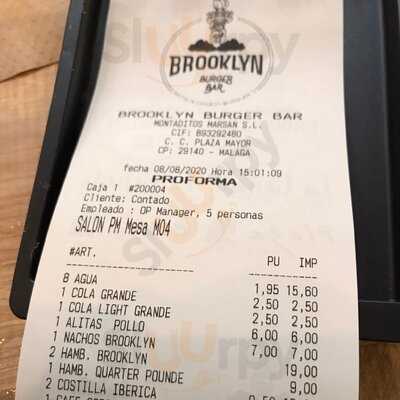 BROOKLYN
BURGER
BAR
BROOKLYN BURGER BAR
MONTADITOS MARSAN S.L.
CIF: B93292480
C. C. PLAZA MAYOR
CP: 29140 - MALAGA
fecha 08/08/2020 Hora 15:01:09
PROFORMA
Caja 1 #200004
Cliente: Contado
Empleado : OP Manager, 5 personas
SALON PM Mesa M04
#ART. PU IMP
8 AGUA 1,95 15,60
1 COLA GRANDE 2,50 2,50
1 COLA LIGHT GRANDE 2,50 2,50
1 ALITAS POLLO 6,00 6,00
1 NACHOS BROOKLYN 7,00 7,00
2 HAMB. BROOKLYN 19,00
1 HAMB. QUARTER POUNDE 9,00
2 COSTILLA IBERICA